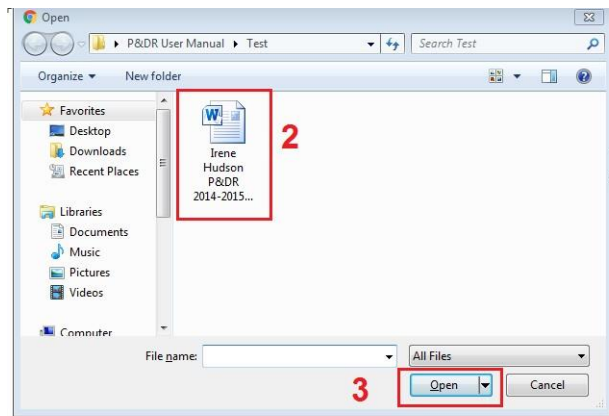 Open
P&DR User Manual ▸ Test
Search Test
Organize
New folder
Favorites
Desktop
Downloads
Recent Places
Libraries
Documents
Music
Pictures
Videos
Computer
Irene
Hudson
P&DR
2014-2015...
2
File name:
All Files
3
Open
Cancel